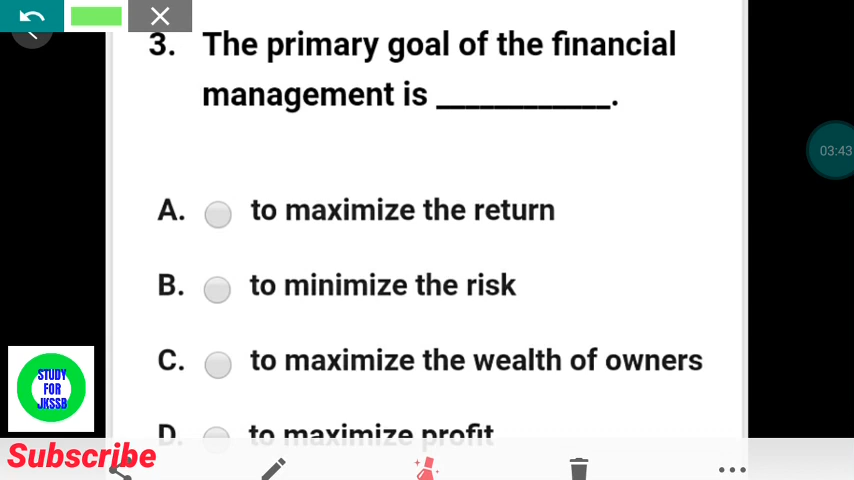 3. The primary goal of the financial
management is ____________.
03:43
A. to maximize the return
B. to minimize the risk
C. to maximize the wealth of owners
D. to maximize profit
STUDY
FOR
JKSSB
Subscribe